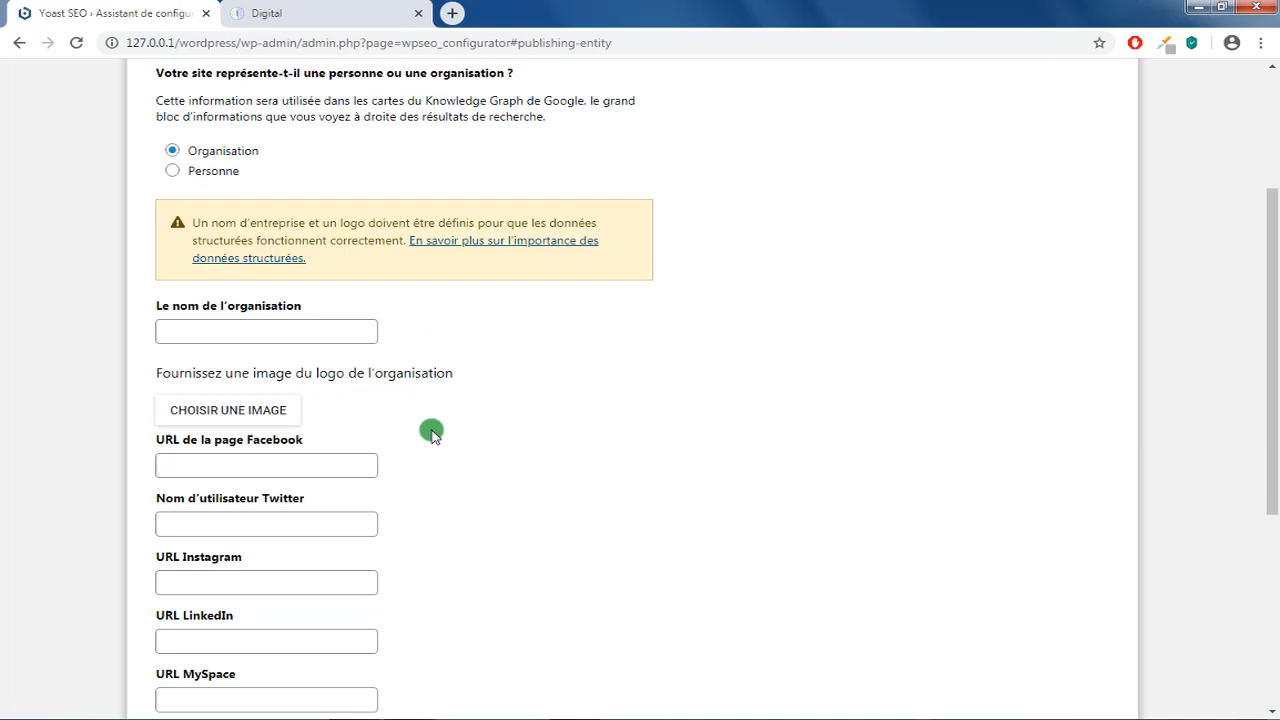 Yoast SEO › Assistant de configur
Digital
127.0.0.1/wordpress/wp-admin/admin.php?page=wpseo_configurator#publishing-entity
Votre site représente-t-il une personne ou une organisation ?
Cette information sera utilisée dans les cartes du Knowledge Graph de Google, le grand
bloc d’informations que vous voyez à droite des résultats de recherche.
Organisation
Personne
Un nom d’entreprise et un logo doivent être définis pour que les données
structurées fonctionnent correctement. En savoir plus sur l’importance des
données structurées.
Le nom de l’organisation
Fournissez une image du logo de l’organisation
CHOISIR UNE IMAGE
URL de la page Facebook
Nom d’utilisateur Twitter
URL Instagram
URL LinkedIn
URL MySpace